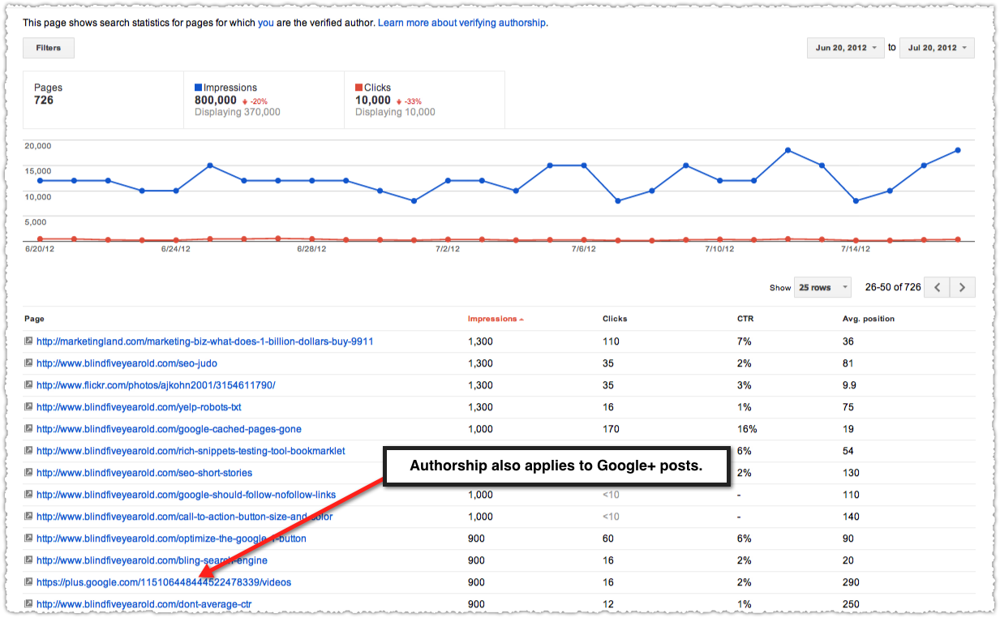 This page shows search statistics for pages for which you are the verified author. Learn more about verifying authorship.
Filters
Jun 20, 2012 to Jul 20, 2012
Pages Impressions Clicks
726 800,000 -20% 10,000 -33%
Displaying 370,000 Displaying 10,000
20,000
15,000
10,000
5,000
6/20/12 6/24/12 6/28/12 7/2/12 7/6/12 7/10/12 7/14/12
Show 25 rows 26-50 of 726
Page Impressions Clicks CTR Avg. position
http://marketingland.com/marketing-biz-what-does-1-billion-dollars-buy-9911 1,300 110 7% 36
http://www.blindfiveyearold.com/seo-judo 1,300 35 2% 81
http://www.flickr.com/photos/ajkohn2001/3154611790/ 1,300 35 3% 9.9
http://www.blindfiveyearold.com/yelp-robots-txt 1,300 16 1% 75
http://www.blindfiveyearold.com/google-cached-pages-gone 1,000 170 16% 19
http://www.blindfiveyearold.com/rich-snippets-testing-tool-bookmarklet 6% 54
Authorship also applies to Google+ posts.
http://www.blindfiveyearold.com/seo-short-stories 2% 130
http://www.blindfiveyearold.com/google-should-follow-nofollow-links 1,000 <10 - 110
http://www.blindfiveyearold.com/call-to-action-button-size-and-color 1,000 <10 - 140
http://www.blindfiveyearold.com/optimize-the-google-1-button 900 60 6% 90
http://www.blindfiveyearold.com/bling-search-engine 900 16 2% 20
https://plus.google.com/115106448444522478339/videos 900 16 2% 290
http://www.blindfiveyearold.com/dont-average-ctr 900 12 1% 250